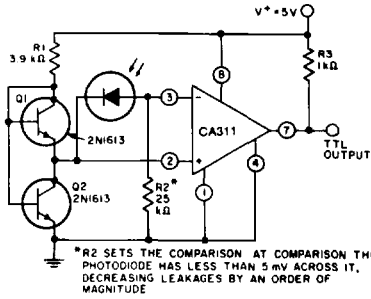 V+=5V
R1
3.9 kΩ
R3
1kΩ
Q1
2N1613
3
8
CA311
7
TTL
OUTPUT
2
4
1
R2*
25
kΩ
Q2
2N1613
*R2 SETS THE COMPARISON AT COMPARISON TH
PHOTODIODE HAS LESS THAN 5 mV ACROSS IT,
DECREASING LEAKAGES BY AN ORDER OF
MAGNITUDE